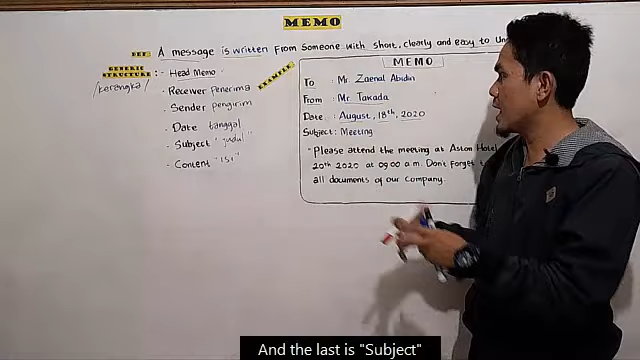 MEMO
DEF A message is written From Someone with short, clearly and easy to
GENERIC STRUCTURE : - Head Memo
/kerangka/
- Receiver Penerima
- Sender pengirim
- Date tanggal
- Subject "judul"
- Content "isi"
EXAMPLE
MEMO
To : Mr. Zaenal Abidin
From : Mr. Takada
Date : August, 18th, 2020
Subject: Meeting
"Please attend the meeting at Aston Hotel
20th 2020 at 09.00 a.m. Don't Forget
all documents of our company.
And the last is "Subject"